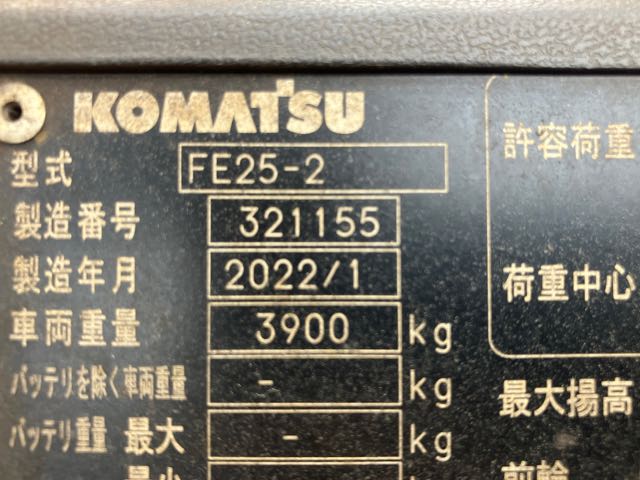 KOMATSU
型式 FE25-2
製造番号 321155
製造年月 2022/1
車両重量 3900 kg
バッテリを除く車両重量 - kg
バッテリ重量 最大 - kg
許容荷重
荷重中心
最大揚高